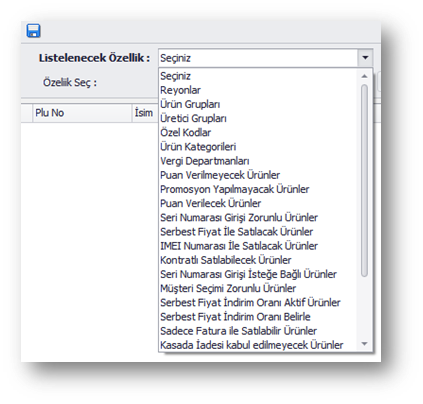 Listelenecek Özellik : Seçiniz
Özellik Seç :
Plu No İsim
Seçiniz
Reyonlar
Ürün Grupları
Üretici Grupları
Özel Kodlar
Ürün Kategorileri
Vergi Departmanları
Puan Verilmeyecek Ürünler
Promosyon Yapılmayacak Ürünler
Puan Verilecek Ürünler
Seri Numarası Girişi Zorunlu Ürünler
Serbest Fiyat İle Satılacak Ürünler
IMEI Numarası İle Satılacak Ürünler
Kontratlı Satılabilecek Ürünler
Seri Numarası Girişi İsteğe Bağlı Ürünler
Müşteri Seçimi Zorunlu Ürünler
Serbest Fiyat İndirim Oranı Aktif Ürünler
Serbest Fiyat İndirim Oranı Belirle
Sadece Fatura ile Satılabilir Ürünler
Kasada İadesi kabul edilmeyecek Ürünler